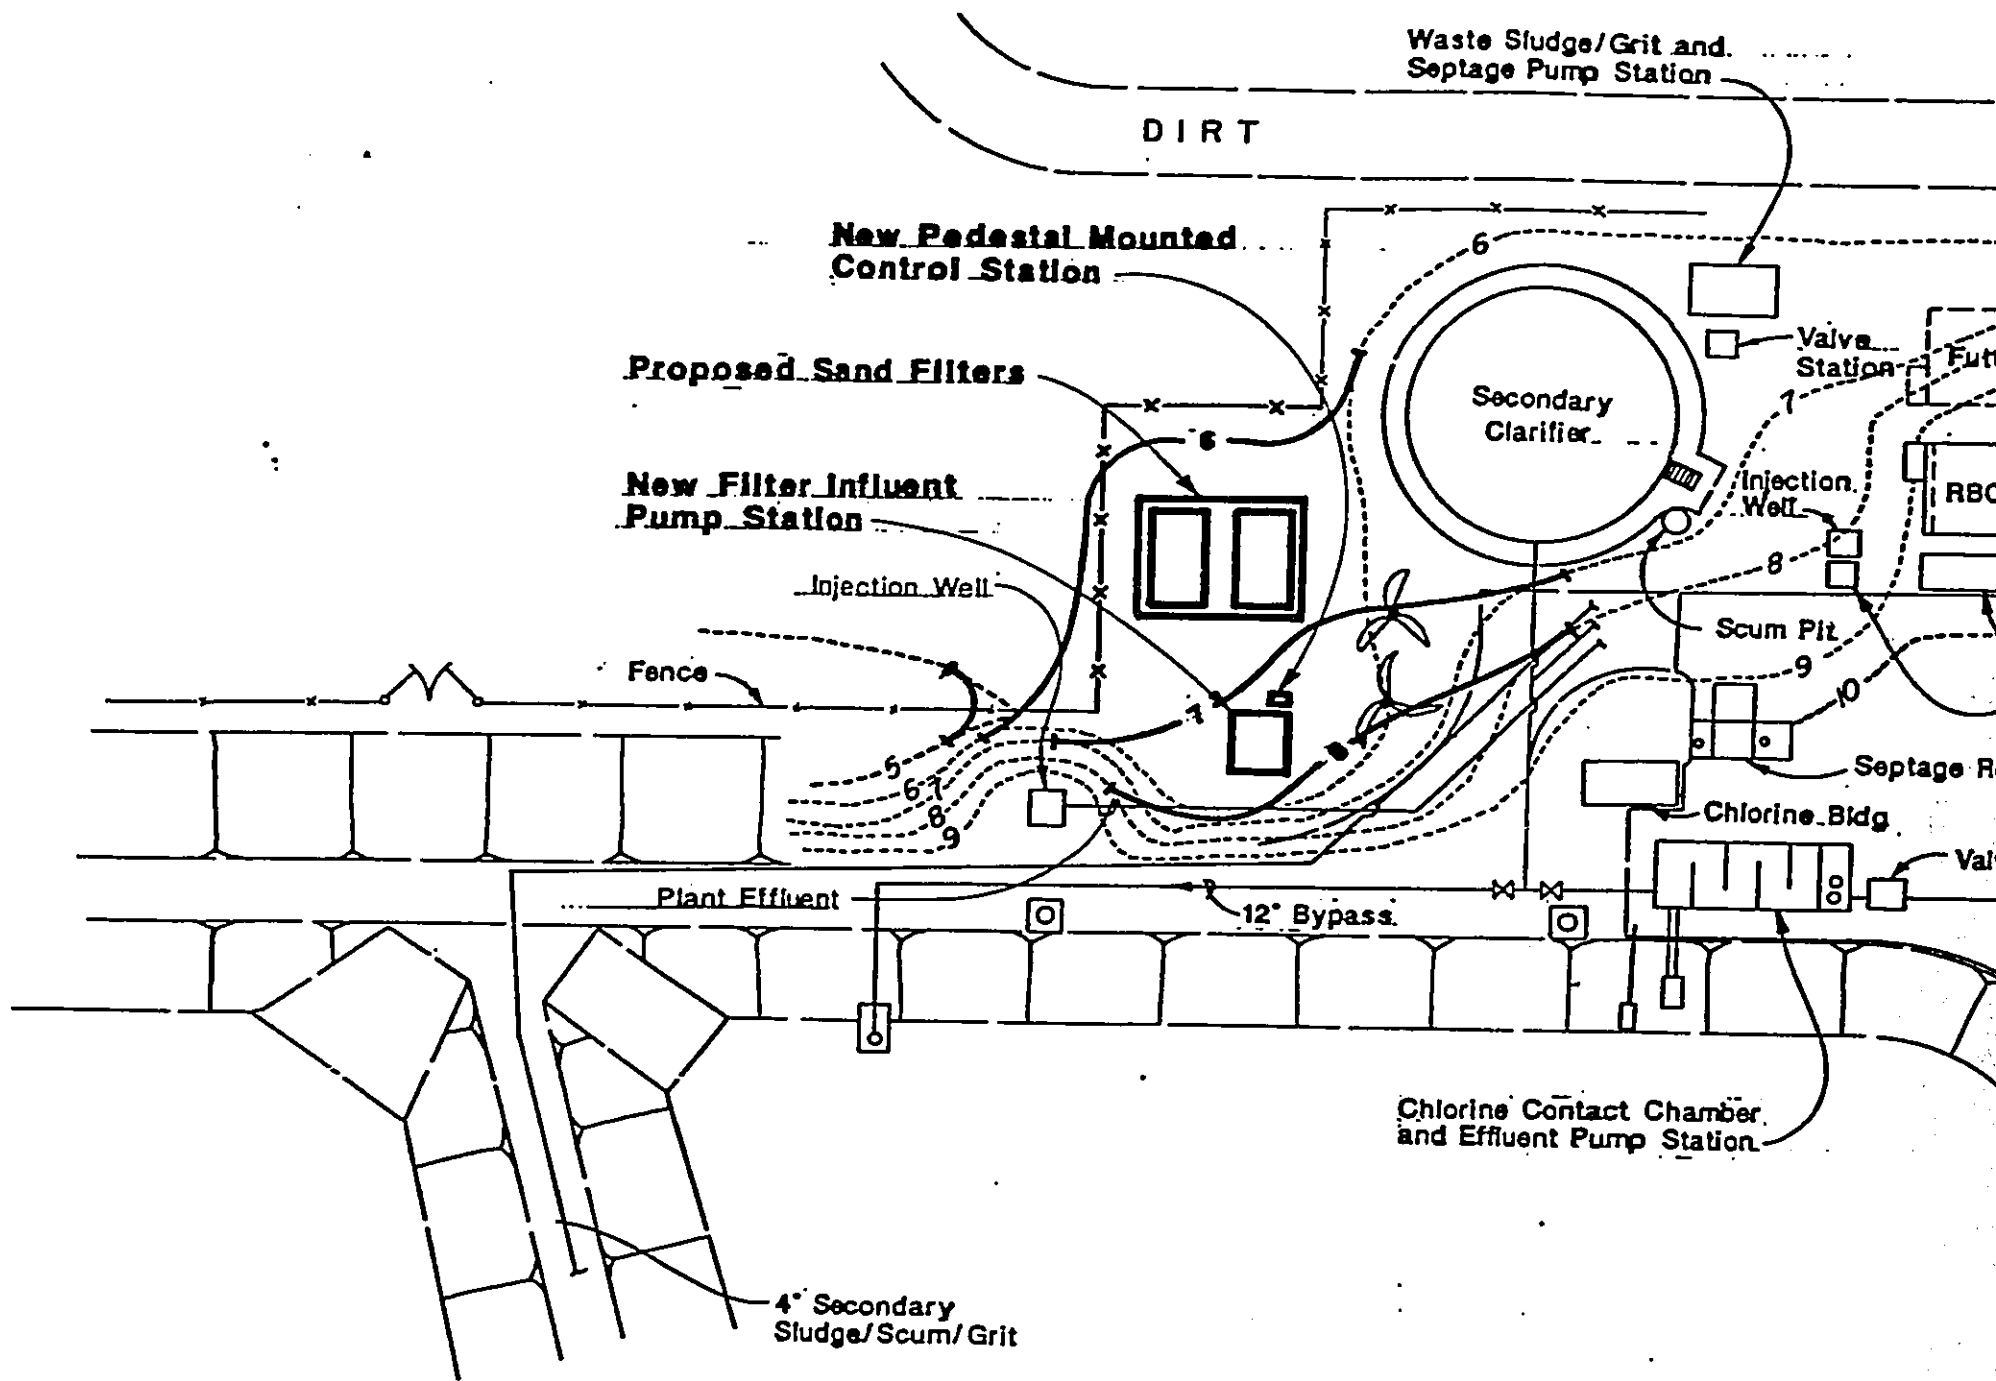 Waste Sludge/Grit and
Septage Pump Station
DIRT
New Pedestal Mounted
Control Station
6
Valve
Station
Proposed Sand Filters
Secondary
Clarifier
7
6
New Filter Influent
Pump Station
Injection
Well
RBC
Injection Well
8
Scum Pit
Fence
9
10
7
8
5
6
7
8
9
Septage
Chlorine Bldg
Plant Effluent
12" Bypass
Chlorine Contact Chamber
and Effluent Pump Station
4" Secondary
Sludge/Scum/Grit